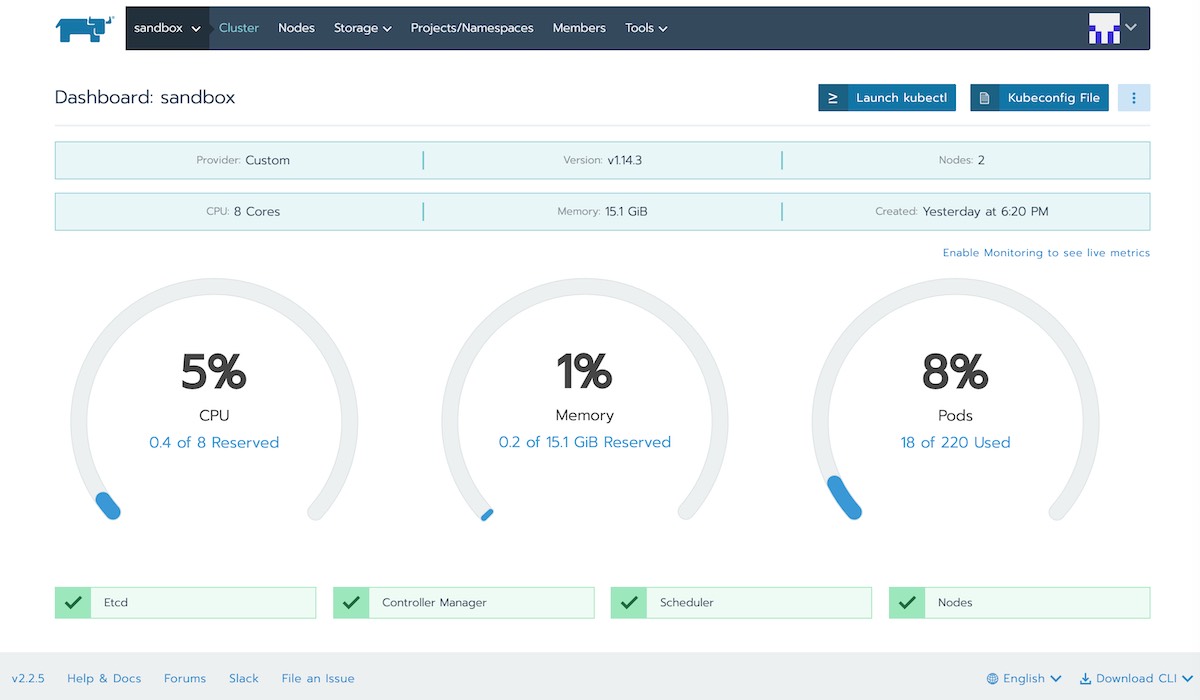 sandbox Cluster Nodes Storage Projects/Namespaces Members Tools
Dashboard: sandbox
Launch kubectl
Kubeconfig File
Provider: Custom
Version: v1.14.3
Nodes: 2
CPU: 8 Cores
Memory: 15.1 GiB
Created: Yesterday at 6:20 PM
Enable Monitoring to see live metrics
5%
CPU
0.4 of 8 Reserved
1%
Memory
0.2 of 15.1 GiB Reserved
8%
Pods
18 of 220 Used
Etcd
Controller Manager
Scheduler
Nodes
v2.2.5 Help & Docs Forums Slack File an Issue English Download CLI